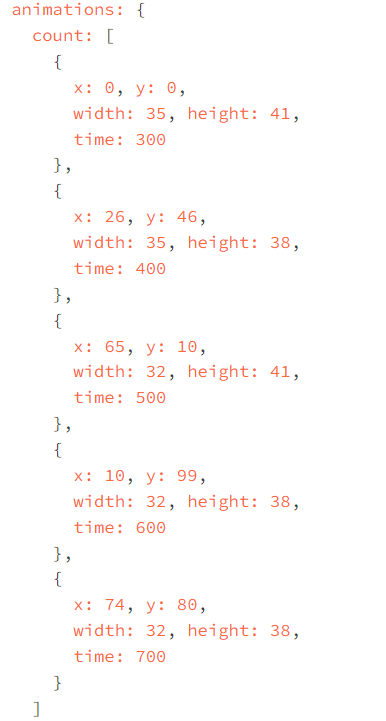 animations: {
count: [
{
x: 0, y: 0,
width: 35, height: 41,
time: 300
},
{
x: 26, y: 46,
width: 35, height: 38,
time: 400
},
{
x: 65, y: 10,
width: 32, height: 41,
time: 500
},
{
x: 10, y: 99,
width: 32, height: 38,
time: 600
},
{
x: 74, y: 80,
width: 32, height: 38,
time: 700
}
]